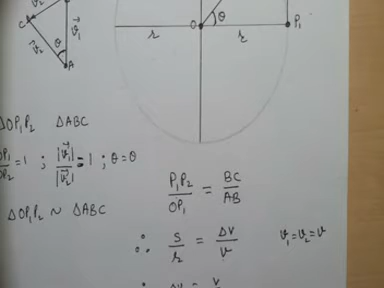 C
v⃗₂
v⃗₁
θ
A
O
θ
r
r
P₁
ΔOP₁P₂ ΔABC
OP₁/OP₂ = 1 ; |v⃗₁|/|v⃗₂| = 1 ; θ = θ
ΔOP₁P₂ ~ ΔABC
P₁P₂/OP₁ = BC/AB
∴ S/r = ΔV/V
v₁ = v₂ = v